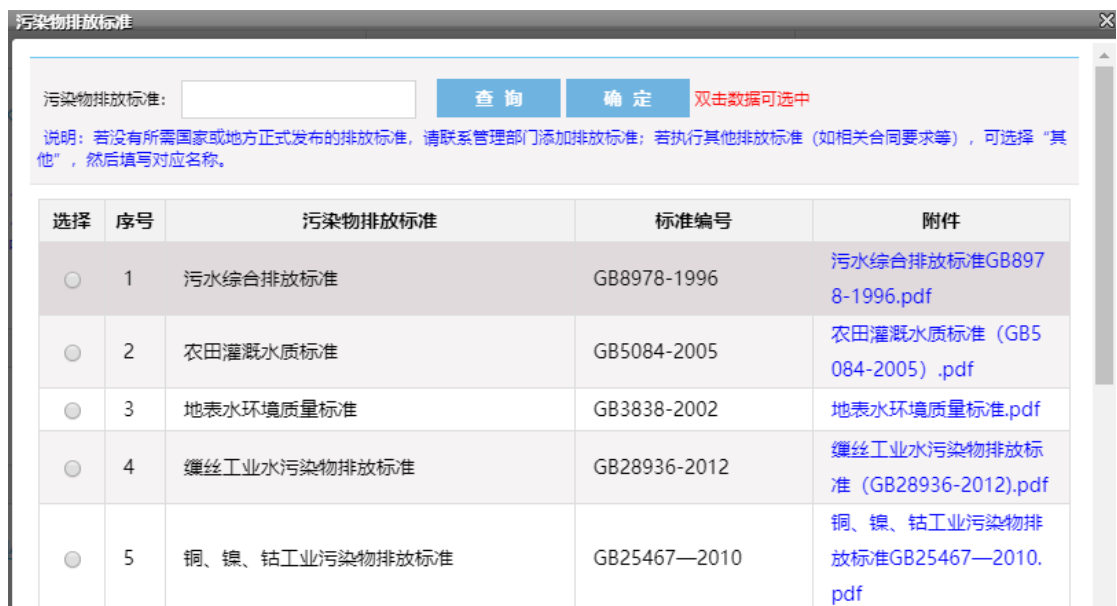 污染物排放标准
污染物排放标准： 查 询 确 定 双击数据可选中
说明：若没有所需国家或地方正式发布的排放标准，请联系管理部门添加排放标准；若执行其他排放标准（如相关合同要求等），可选择“其
他”，然后填写对应名称。
选择 序号 污染物排放标准 标准编号 附件
1 污水综合排放标准 GB8978-1996 污水综合排放标准GB897
8-1996.pdf
2 农田灌溉水质标准 GB5084-2005 农田灌溉水质标准（GB5
084-2005）.pdf
3 地表水环境质量标准 GB3838-2002 地表水环境质量标准.pdf
4 缫丝工业水污染物排放标准 GB28936-2012 缫丝工业水污染物排放标
准（GB28936-2012).pdf
5 铜、镍、钴工业污染物排放标准 GB25467—2010 铜、镍、钴工业污染物排
放标准GB25467—2010.
pdf